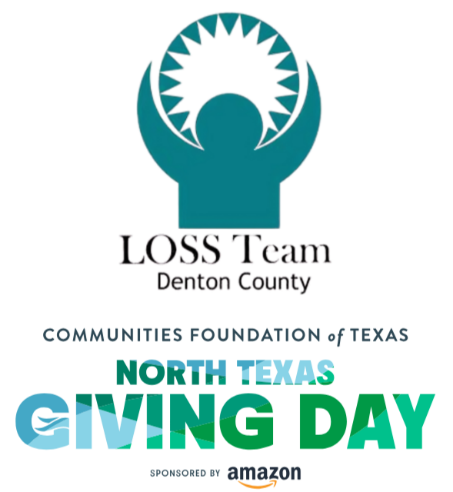 LOSS Team
Denton County
COMMUNITIES FOUNDATION of TEXAS
NORTH TEXAS
GIVING DAY
SPONSORED BY amazon